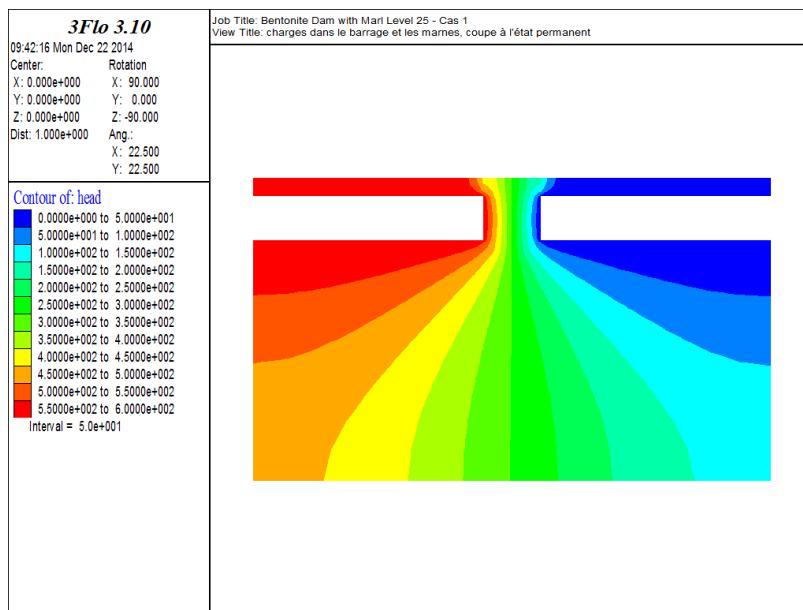 3Flo 3.10
09:42:16 Mon Dec 22 2014
Center: Rotation
X: 0.000e+000 X: 90.000
Y: 0.000e+000 Y: 0.000
Z: 0.000e+000 Z: -90.000
Dist: 1.000e+000 Ang.:
X: 22.500
Y: 22.500
Job Title: Bentonite Dam with Marl Level 25 - Cas 1
View Title: charges dans le barrage et les marnes, coupe à l'état permanent
Contour of: head
0.0000e+000 to 5.0000e+001
5.0000e+001 to 1.0000e+002
1.0000e+002 to 1.5000e+002
1.5000e+002 to 2.0000e+002
2.0000e+002 to 2.5000e+002
2.5000e+002 to 3.0000e+002
3.0000e+002 to 3.5000e+002
3.5000e+002 to 4.0000e+002
4.0000e+002 to 4.5000e+002
4.5000e+002 to 5.0000e+002
5.0000e+002 to 5.5000e+002
5.5000e+002 to 6.0000e+002
Interval = 5.0e+001